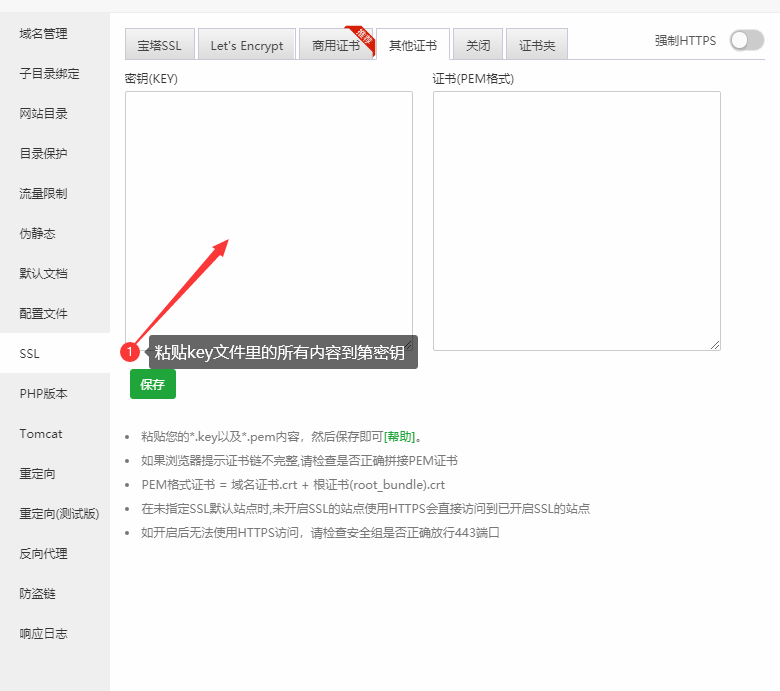 域名管理
子目录绑定
网站目录
目录保护
流量限制
伪静态
默认文档
配置文件
SSL
PHP版本
Tomcat
重定向
重定向(测试版)
反向代理
防盗链
响应日志
宝塔SSL
Let's Encrypt
商用证书
推荐
其他证书
关闭
证书夹
强制HTTPS
密钥(KEY)
证书(PEM格式)
1
粘贴key文件里的所有内容到第密钥
保存
粘贴您的*.key以及*.pem内容，然后保存即可[帮助]。
如果浏览器提示证书链不完整,请检查是否正确拼接PEM证书
PEM格式证书 = 域名证书.crt + 根证书(root_bundle).crt
在未指定SSL默认站点时,未开启SSL的站点使用HTTPS会直接访问到已开启SSL的站点
如开启后无法使用HTTPS访问，请检查安全组是否正确放行443端口